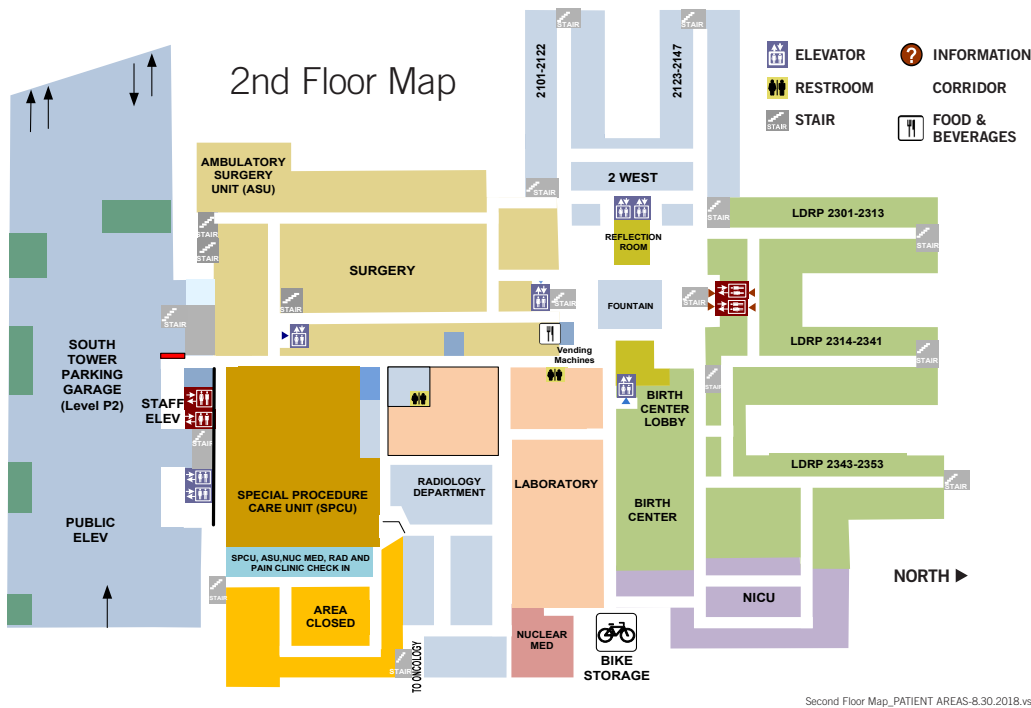 2nd Floor Map
ELEVATOR
RESTROOM
STAIR
STAIR
?
INFORMATION
CORRIDOR
FOOD &
BEVERAGES
STAIR
STAIR
2101-2122
2123-2147
AMBULATORY
SURGERY
UNIT (ASU)
2 WEST
STAIR
STAIR
LDRP 2301-2313
STAIR
STAIR
STAIR
REFLECTION
ROOM
SURGERY
FOUNTAIN
STAIR
STAIR
STAIR
STAIR
SOUTH
TOWER
PARKING
GARAGE
(Level P2)
Vending
Machines
LDRP 2314-2341
STAIR
STAIR
STAFF
ELEV
STAIR
BIRTH
CENTER
LOBBY
LDRP 2343-2353
STAIR
RADIOLOGY
DEPARTMENT
LABORATORY
SPECIAL PROCEDURE
CARE UNIT (SPCU)
BIRTH
CENTER
PUBLIC
ELEV
SPCU, ASU,NUC MED, RAD AND
PAIN CLINIC CHECK IN
NORTH
STAIR
AREA
CLOSED
NICU
NUCLEAR
MED
STAIR
TO ONCOLOGY
BIKE
STORAGE
Second Floor Map_PATIENT AREAS-8.30.2018.vs